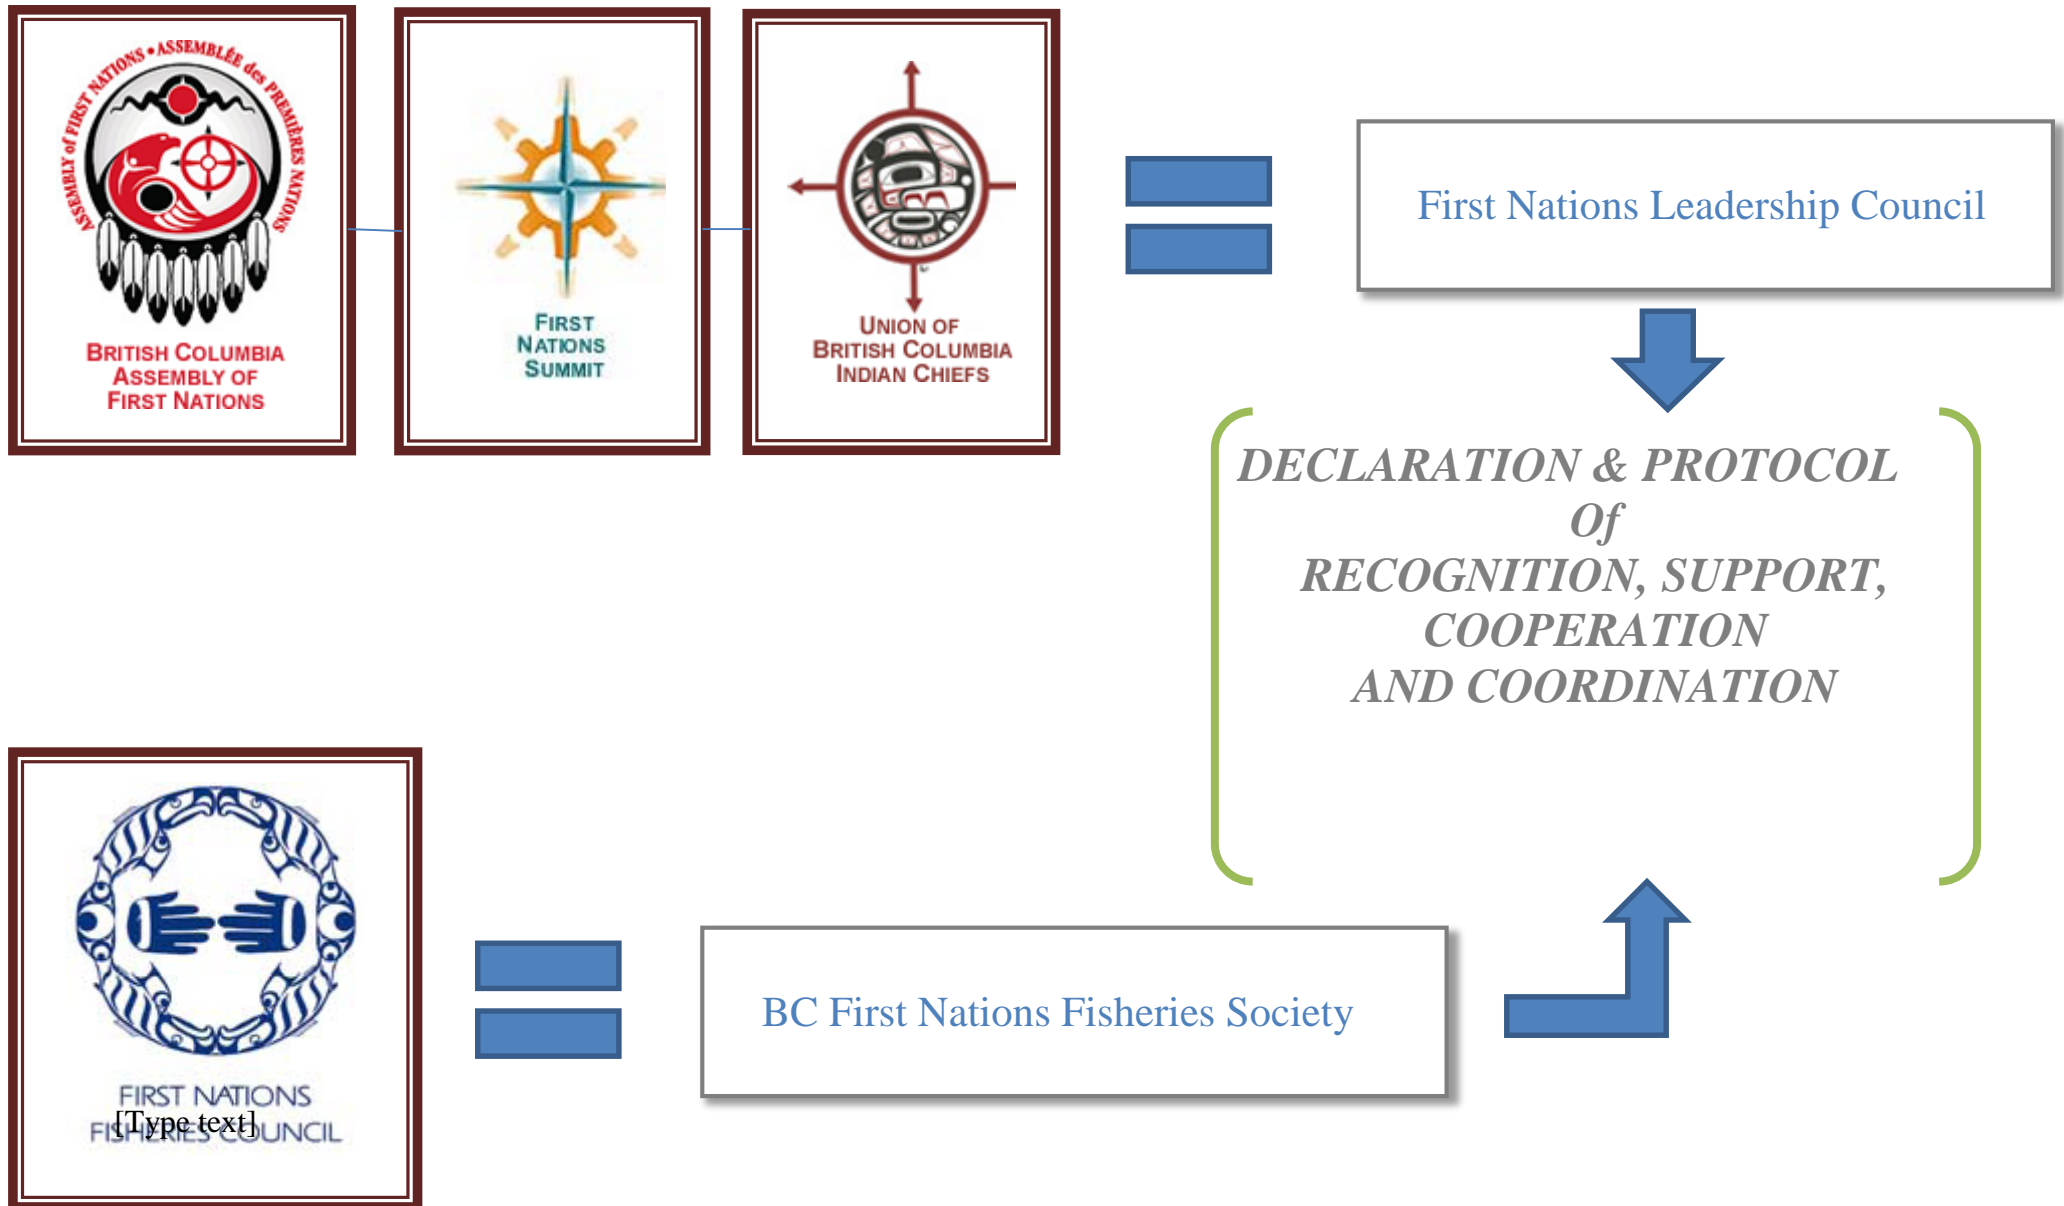 ASSEMBLY of FIRST NATIONS • ASSEMBLÉE des PREMIÈRES NATIONS
BRITISH COLUMBIA
ASSEMBLY OF
FIRST NATIONS
FIRST
NATIONS
SUMMIT
UNION OF
BRITISH COLUMBIA
INDIAN CHIEFS
First Nations Leadership Council
DECLARATION & PROTOCOL
Of
RECOGNITION, SUPPORT,
COOPERATION
AND COORDINATION
FIRST NATIONS
FISHERIES COUNCIL
[Type text]
BC First Nations Fisheries Society